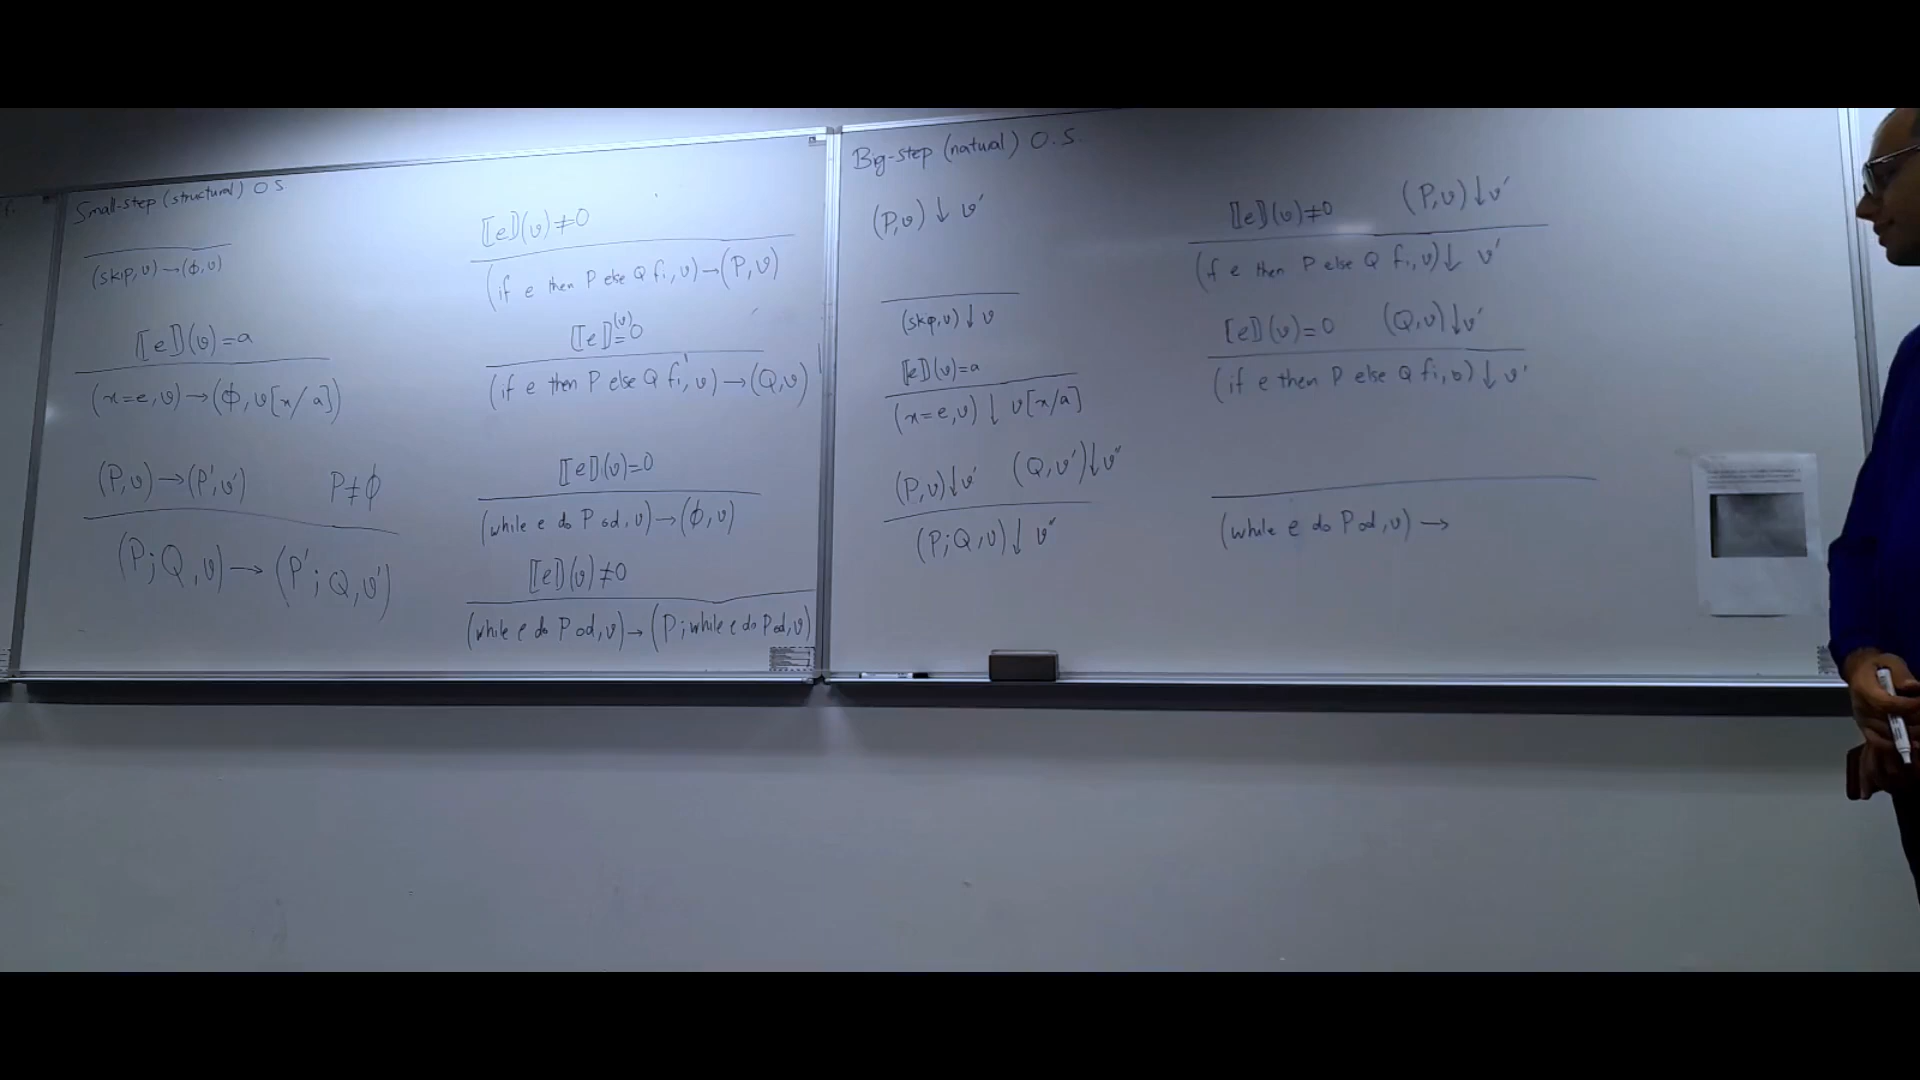 Small-step (structural) O S
(skip, v) → (ϕ, v)
⟦e⟧(v) = a
(x=e, v) → (ϕ, v[x/a])
(P, v) → (P', v') P ≠ ϕ
(P; Q, v) → (P'; Q, v')
⟦e⟧(v) ≠ 0
(if e then P else Q fi, v) → (P, v)
⟦e⟧(v) = 0
(if e then P else Q fi, v) → (Q, v)
⟦e⟧(v) = 0
(while e do P od, v) → (ϕ, v)
⟦e⟧(v) ≠ 0
(while e do P od, v) → (P; while e do P od, v)
Big-step (natural) O.S.
(P, v) ↓ v'
(skip, v) ↓ v
⟦e⟧(v) = a
(x=e, v) ↓ v[x/a]
(P, v) ↓ v' (Q, v') ↓ v''
(P; Q, v) ↓ v''
⟦e⟧(v) ≠ 0 (P, v) ↓ v'
(if e then P else Q fi, v) ↓ v'
⟦e⟧(v) = 0 (Q, v) ↓ v'
(if e then P else Q fi, v) ↓ v'
(while e do P od, v) →